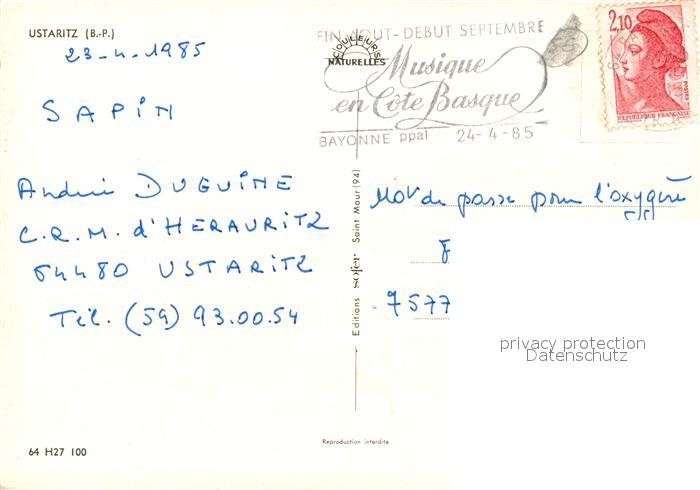 USTARITZ (B.-P.)
23-4-1985
SAPIN
DUGUINE
C.R.M. d'HERAURITZ
64480 USTARITZ
Tél. (59) 93.00.54
64 H27 100
FIN AOUT-DEBUT SEPTEMBRE
Musique
en Côte Basque
BAYONNE ppal 24-4-85
COULEURS
NATURELLES
2,10
POSTES
REPUBLIQUE FRANÇAISE
Editions sofer Saint Maur (94)
Mot de passe pour l'oxygène
7577
privacy protection
Datenschutz
Reproduction interdite